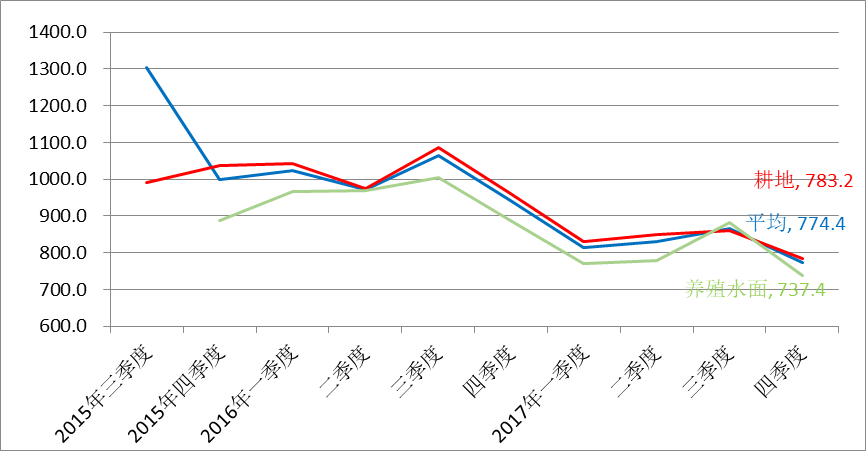 1400.0
1300.0
1200.0
1100.0
1000.0
900.0
800.0
700.0
600.0
耕地, 783.2
平均, 774.4
养殖水面, 737.4
2015年三季度
2015年四季度
2016年一季度
二季度
三季度
四季度
2017年一季度
二季度
三季度
四季度